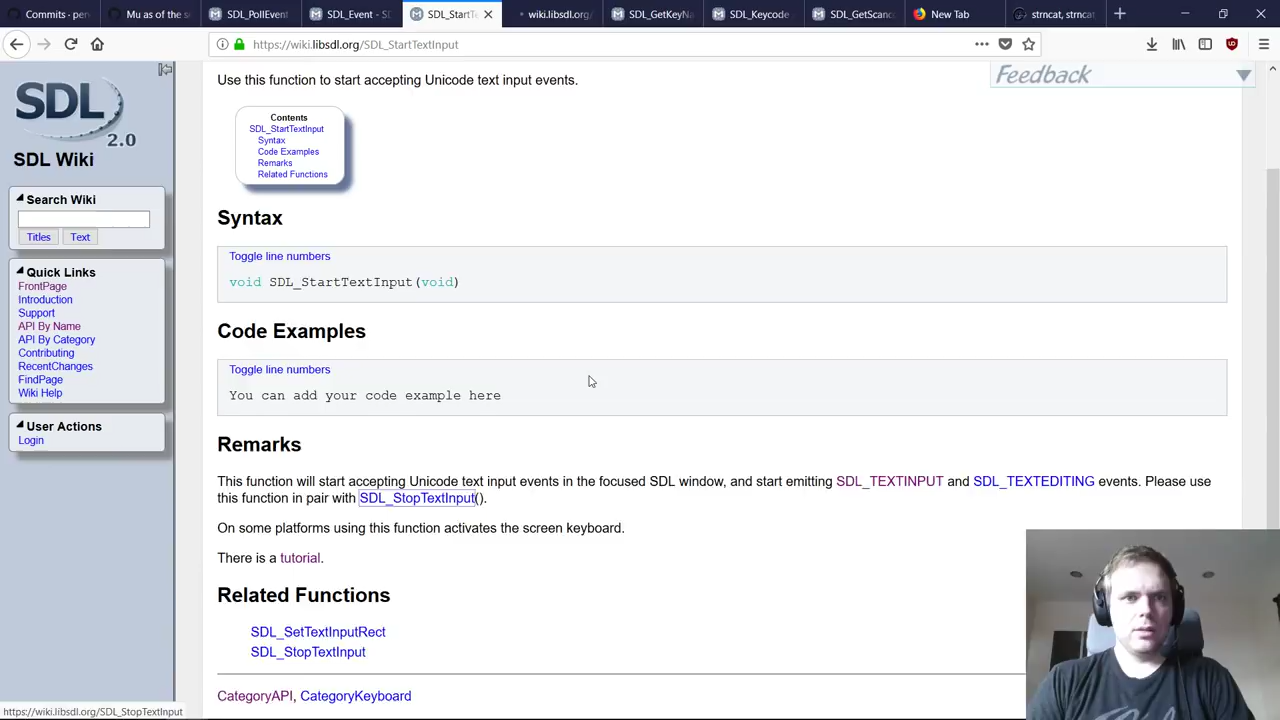 Commits · per
Mu as of the s
SDL_PollEvent
SDL_Event - S
SDL_StartT
wiki.libsdl.org/
SDL_GetKeyN
SDL_Keycode
SDL_GetScanc
New Tab
strncat, strncat
https://wiki.libsdl.org/SDL_StartTextInput
SDL
2.0
SDL Wiki
Search Wiki
Titles Text
Quick Links
FrontPage
Introduction
Support
API By Name
API By Category
Contributing
RecentChanges
FindPage
Wiki Help
User Actions
Login
Use this function to start accepting Unicode text input events.
Feedback
Contents
SDL_StartTextInput
Syntax
Code Examples
Remarks
Related Functions
Syntax
Toggle line numbers
void SDL_StartTextInput(void)
Code Examples
Toggle line numbers
You can add your code example here
Remarks
This function will start accepting Unicode text input events in the focused SDL window, and start emitting SDL_TEXTINPUT and SDL_TEXTEDITING events. Please use
this function in pair with SDL_StopTextInput().
On some platforms using this function activates the screen keyboard.
There is a tutorial.
Related Functions
SDL_SetTextInputRect
SDL_StopTextInput
CategoryAPI, CategoryKeyboard
https://wiki.libsdl.org/SDL_StopTextInput